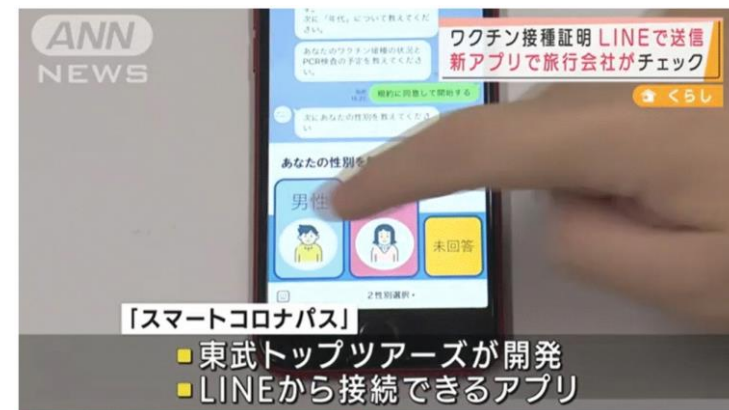 ANN
NEWS
ワクチン接種証明 LINEで送信
新アプリで旅行会社がチェック
くらし
次に「年代」について教えてくださ
い
あなたのワクチン接種の状況と
PCR検査の予定を教えてください。
規約に同意して開始する
次にあなたの性別を教えてくださ
い
あなたの性別を
男性
未回答
2性別選択
「スマートコロナパス」
東武トップツアーズが開発
LINEから接続できるアプリ